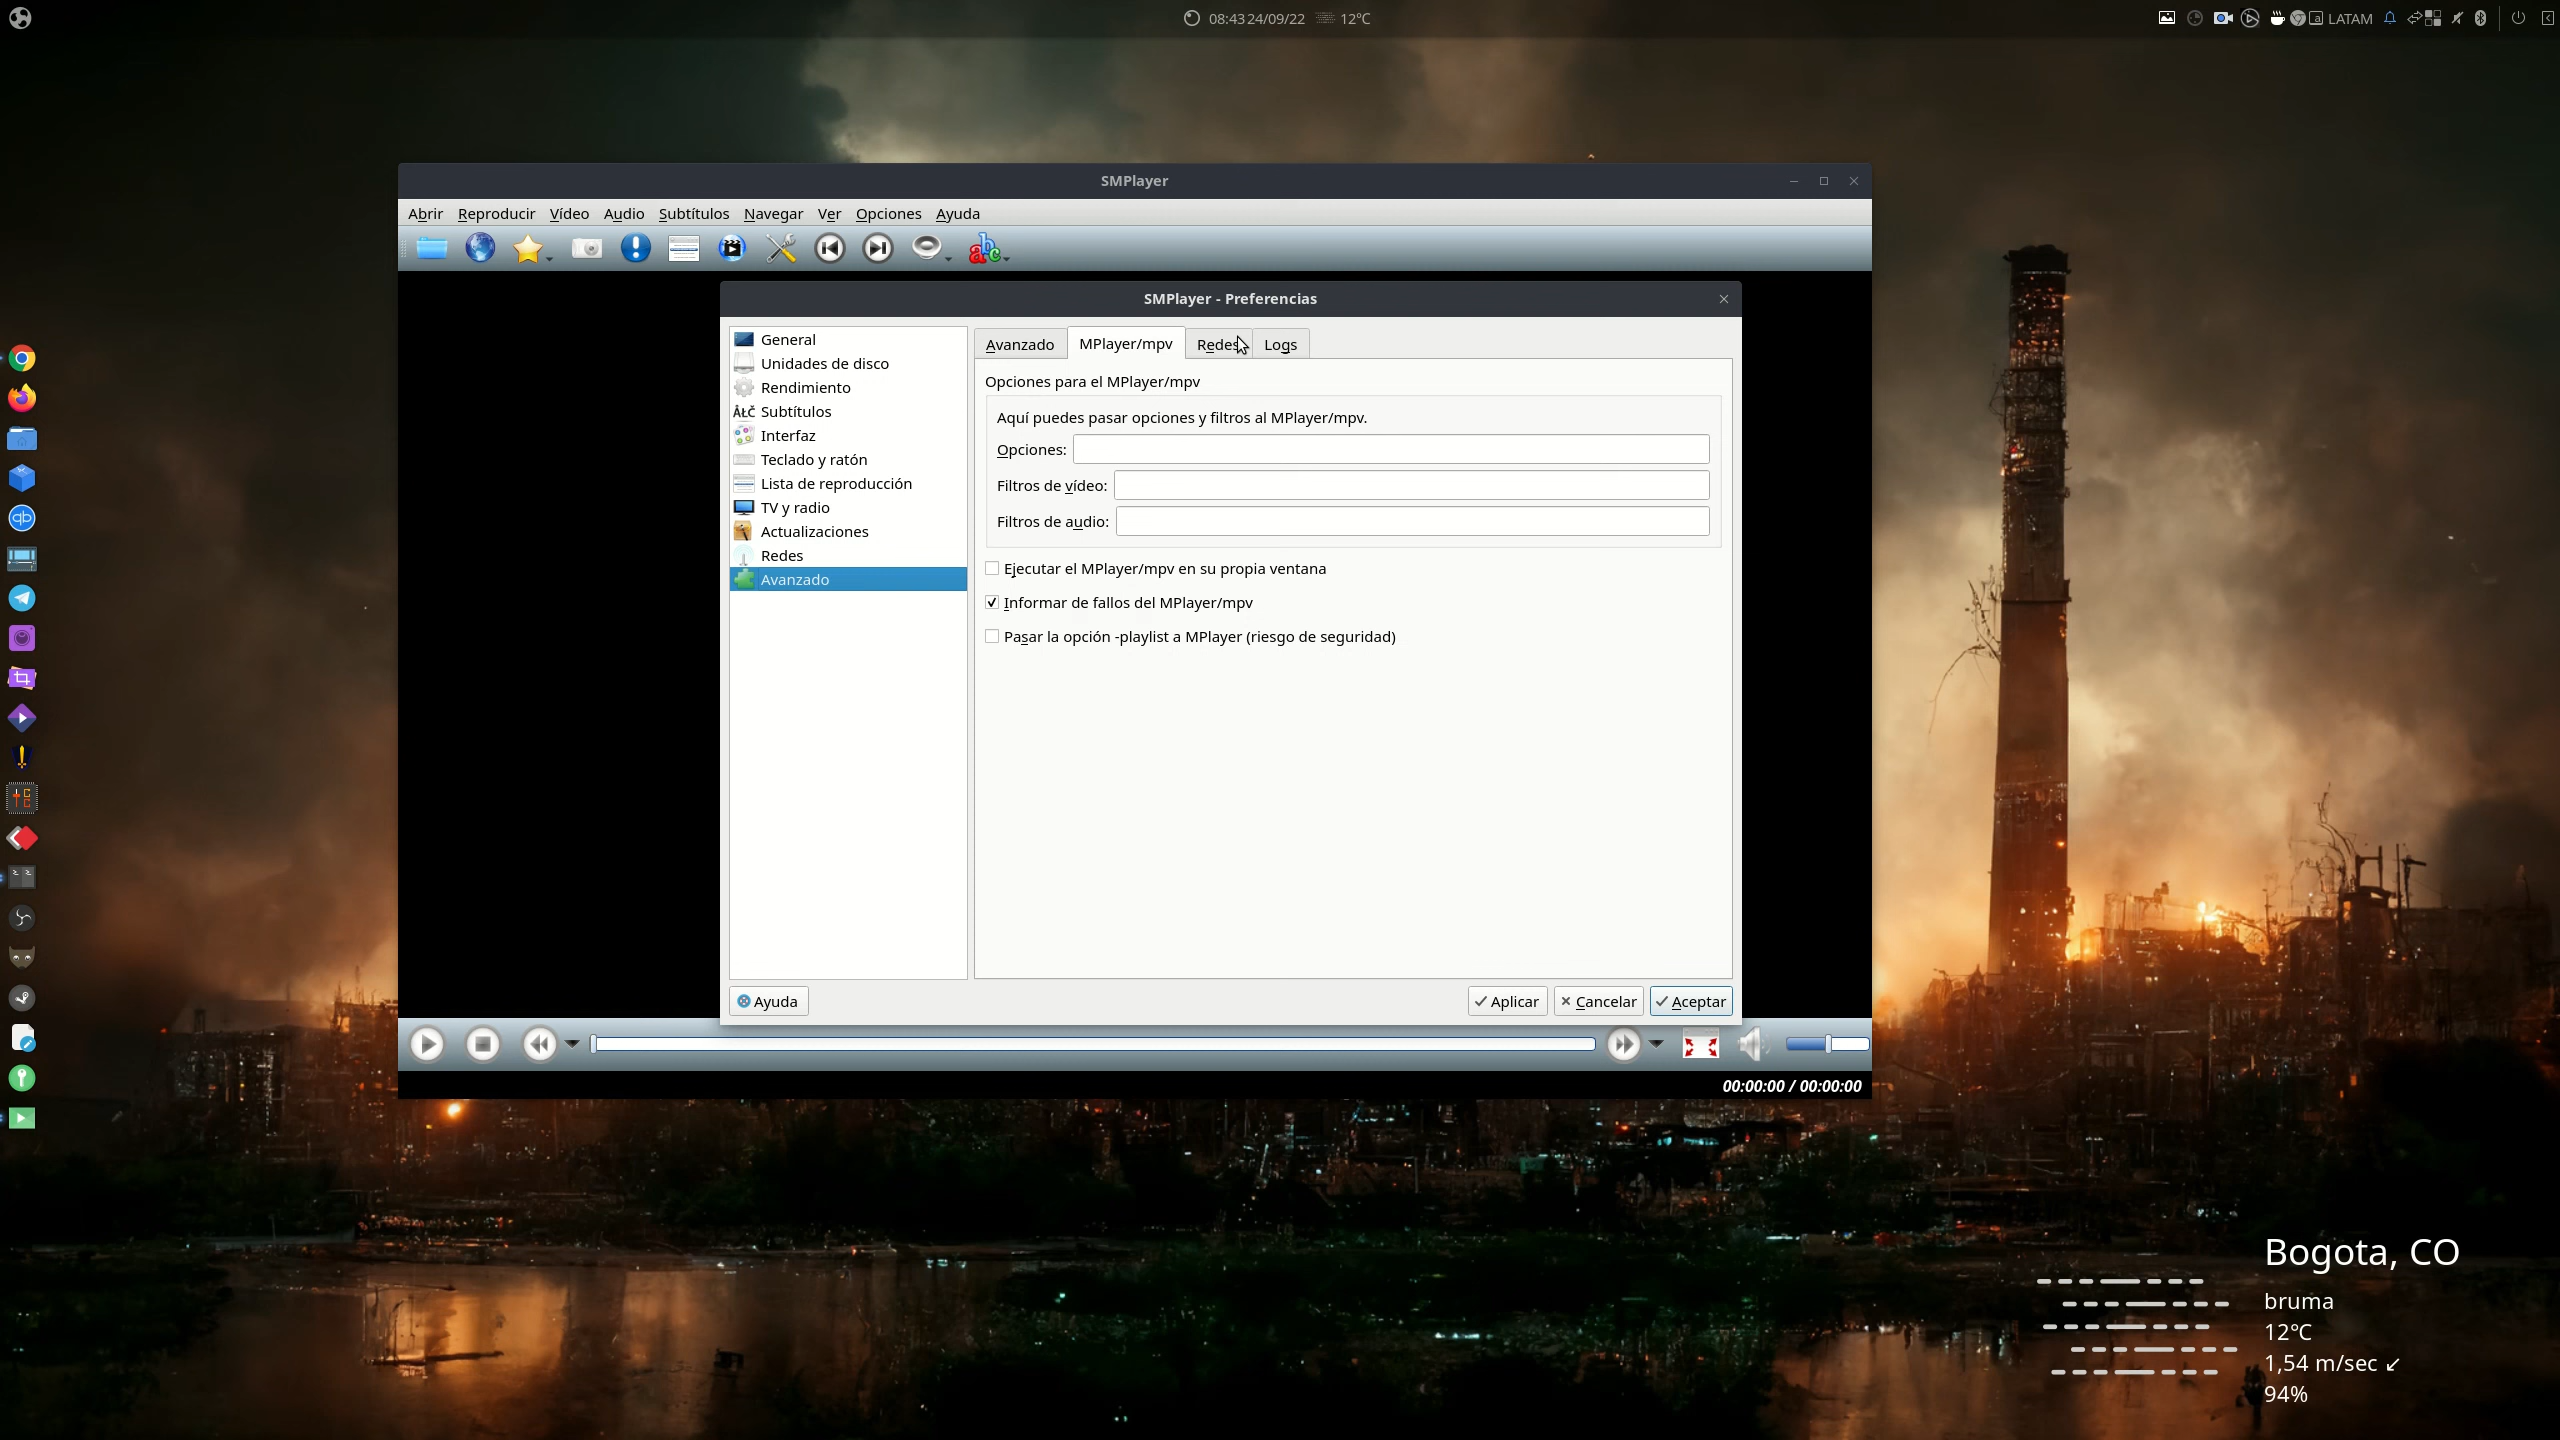 08:43 24/09/22 12°C
a LATAM
SMPlayer
Abrir Reproducir Vídeo Audio Subtítulos Navegar Ver Opciones Ayuda
abc
SMPlayer - Preferencias
General
Unidades de disco
Rendimiento
ÂŁČ Subtítulos
Interfaz
Teclado y ratón
Lista de reproducción
TV y radio
Actualizaciones
Redes
Avanzado
Avanzado MPlayer/mpv Redes Logs
Opciones para el MPlayer/mpv
Aquí puedes pasar opciones y filtros al MPlayer/mpv.
Opciones:
Filtros de vídeo:
Filtros de audio:
Ejecutar el MPlayer/mpv en su propia ventana
Informar de fallos del MPlayer/mpv
Pasar la opción -playlist a MPlayer (riesgo de seguridad)
Ayuda Aplicar Cancelar Aceptar
00:00:00 / 00:00:00
qb
Bogota, CO
bruma
12°C
1,54 m/sec ↙
94%